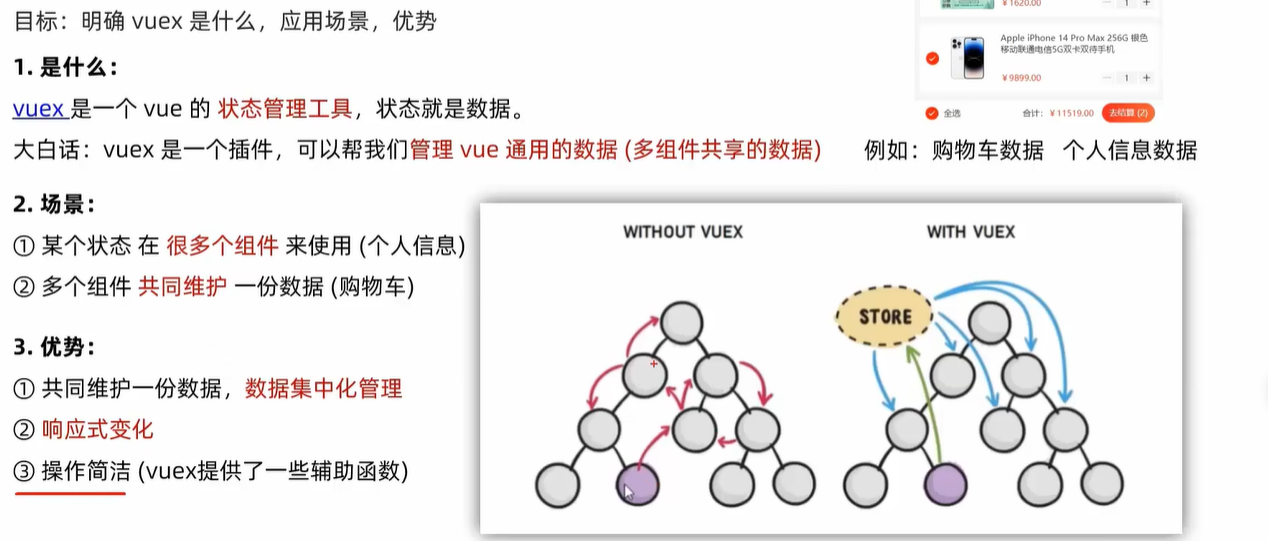 目标：明确 vuex 是什么，应用场景，优势
¥1620.00
1
+
Apple iPhone 14 Pro Max 256G 银色
移动联通电信5G双卡双待手机
¥9899.00
1
+
全选
合计：¥11519.00
去结算 (2)
1. 是什么：
vuex 是一个 vue 的 状态管理工具，状态就是数据。
大白话：vuex 是一个插件，可以帮我们管理 vue 通用的数据 (多组件共享的数据) 例如：购物车数据 个人信息数据
2. 场景：
① 某个状态 在 很多个组件 来使用 (个人信息)
② 多个组件 共同维护 一份数据 (购物车)
3. 优势：
① 共同维护一份数据，数据集中化管理
② 响应式变化
③ 操作简洁 (vuex提供了一些辅助函数)
WITHOUT VUEX
WITH VUEX
STORE